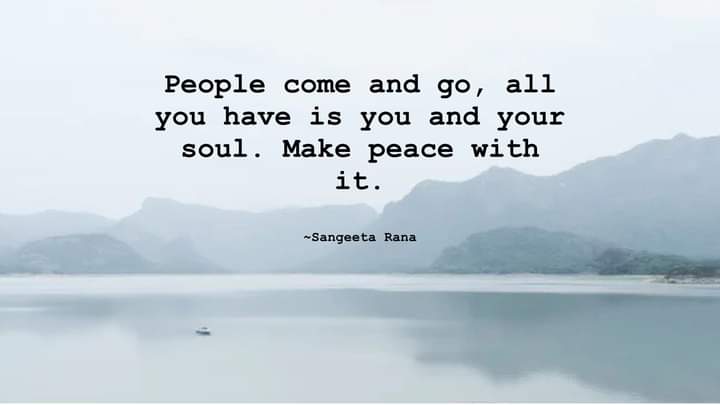 People come and go, all
you have is you and your
soul. Make peace with
it.
~Sangeeta Rana